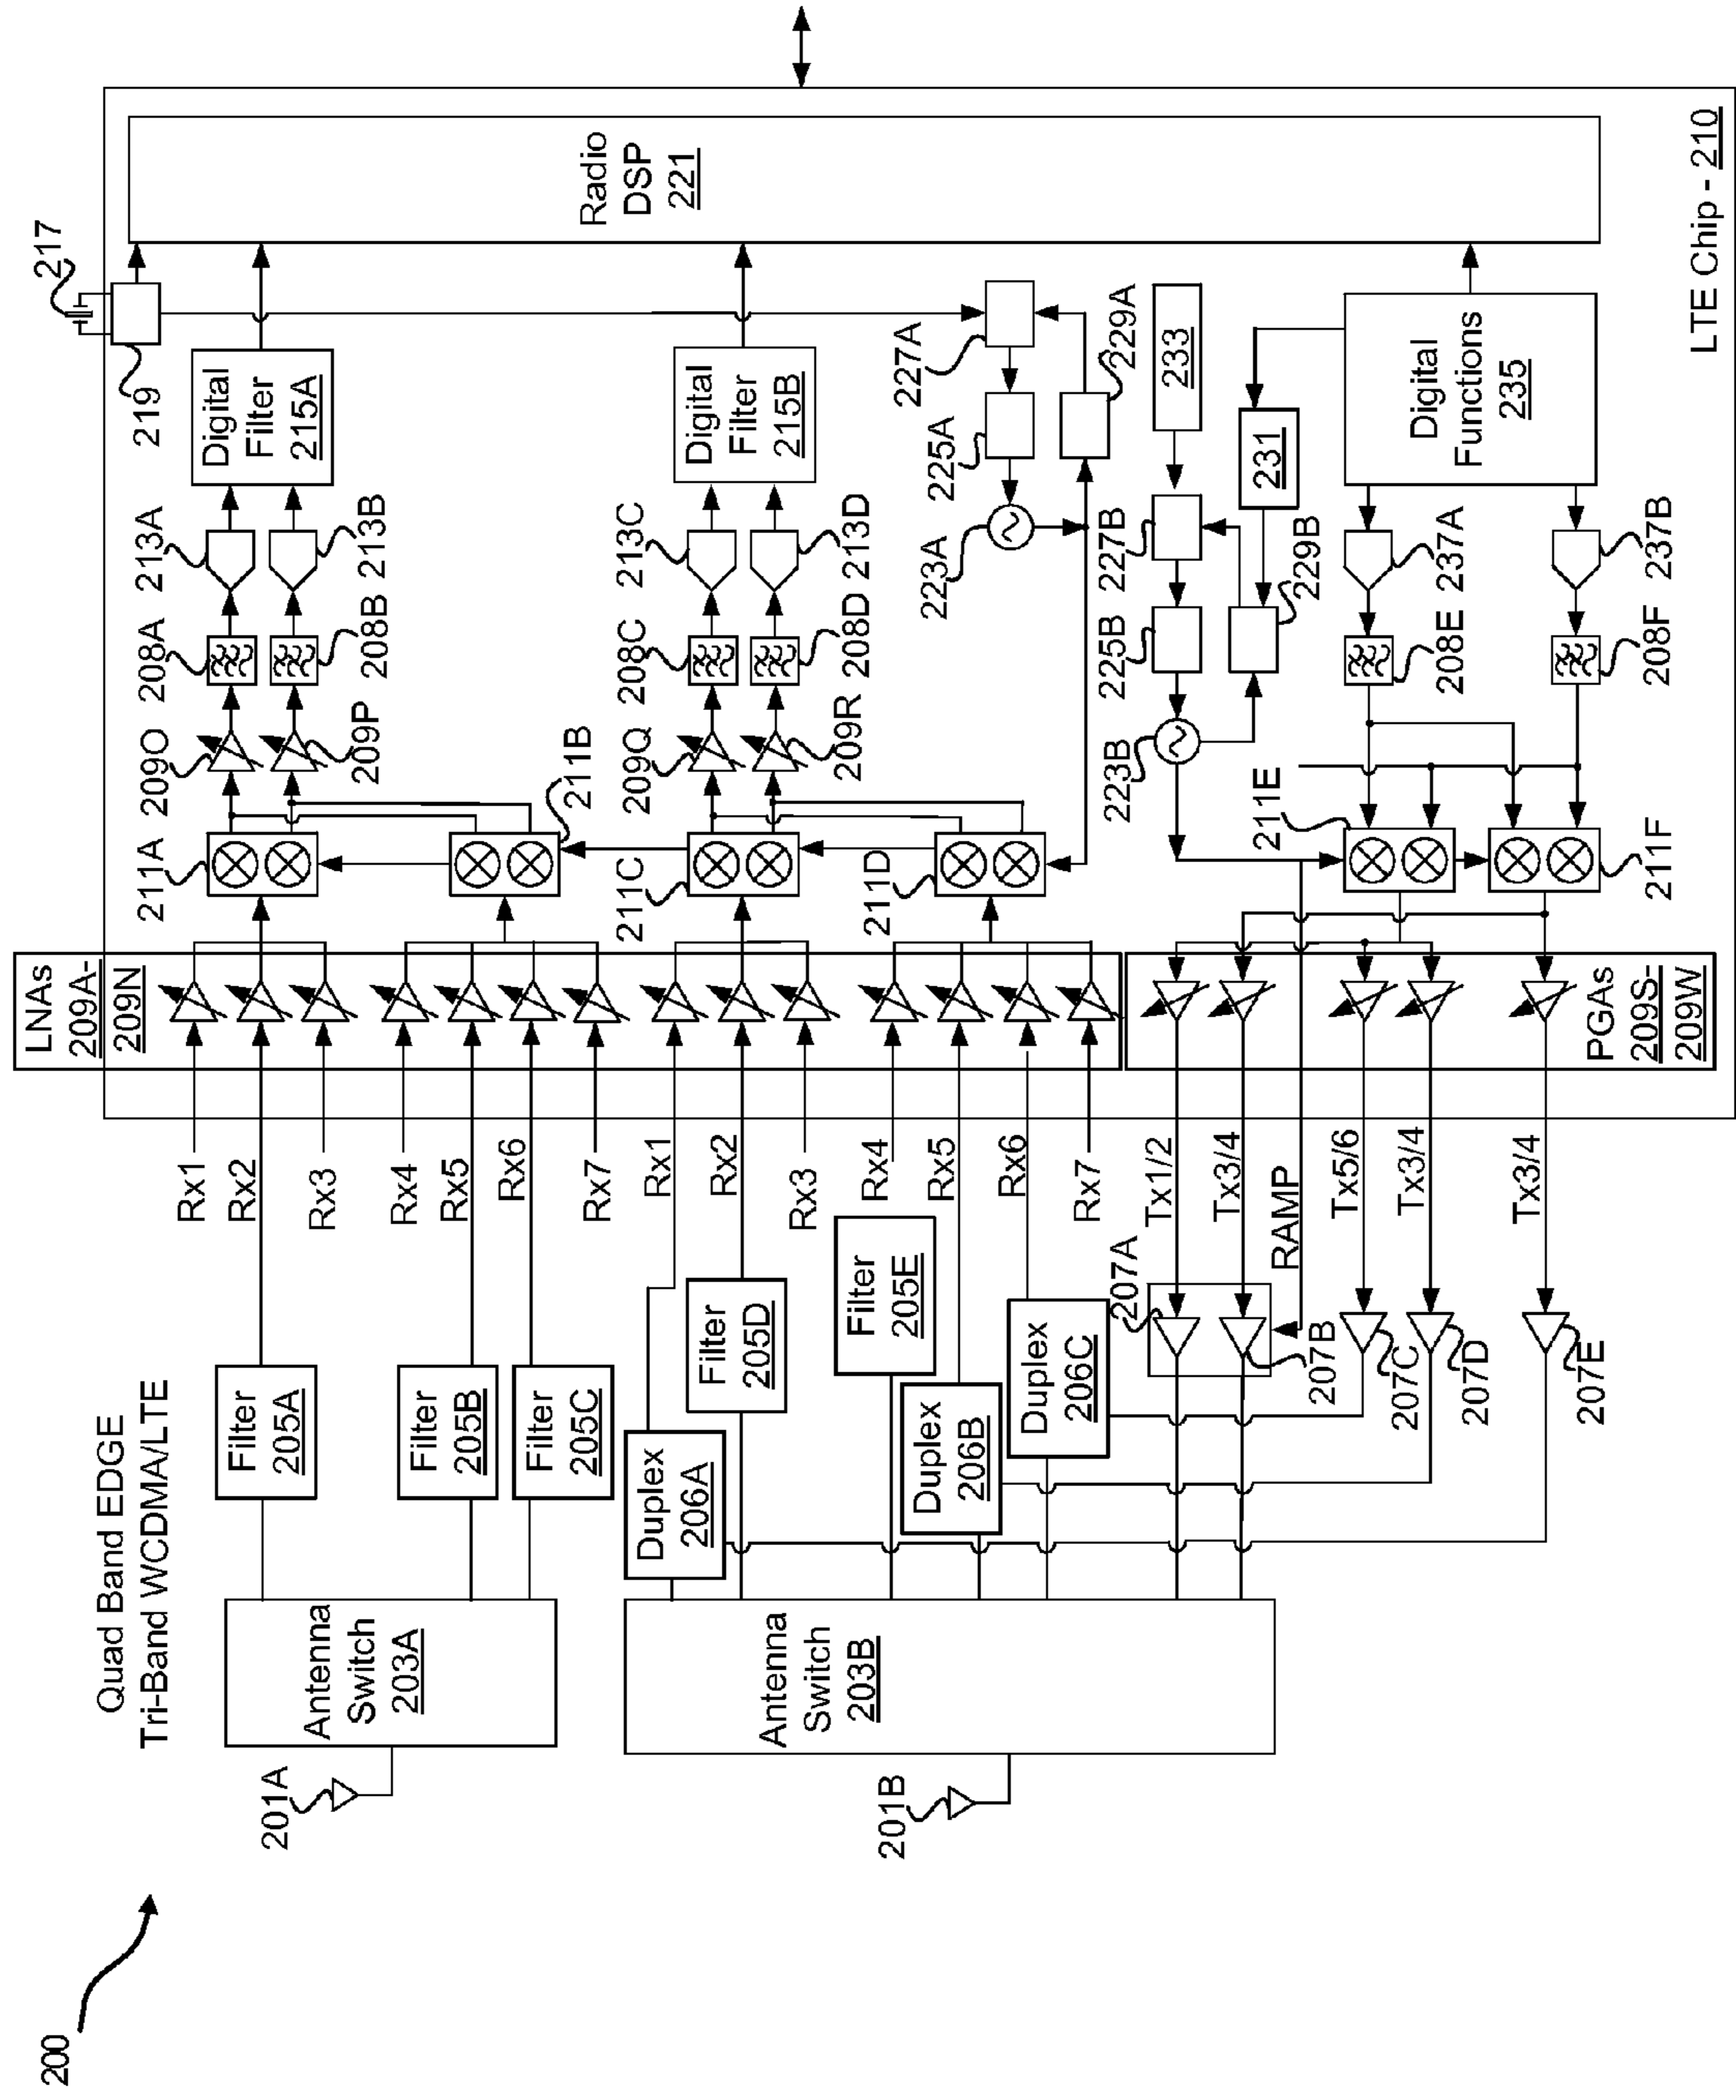 200
Quad Band EDGE
Tri-Band WCDMA/LTE
201A
201B
Antenna
Switch
203A
Antenna
Switch
203B
Filter
205A
Filter
205B
Filter
205C
Duplex
206A
Filter
205D
Filter
205E
Duplex
206B
Duplex
206C
207A
207B
207C
207D
207E
Rx1
Rx2
Rx3
Rx4
Rx5
Rx6
Rx7
Rx1
Rx2
Rx3
Rx4
Rx5
Rx6
Rx7
Tx1/2
Tx3/4
RAMP
Tx5/6
Tx3/4
Tx3/4
LNAs
209A-
209N
PGAs
209S-
209W
211A
211B
211C
211D
211E
211F
209O
209P
209Q
209R
208A
208B
208C
208D
208E
208F
213A
213B
213C
213D
223A
223B
225A
225B
227A
227B
229A
229B
231
233
237A
237B
Digital
Filter
215A
Digital
Filter
215B
Digital
Functions
235
217
219
Radio
DSP
221
LTE Chip - 210